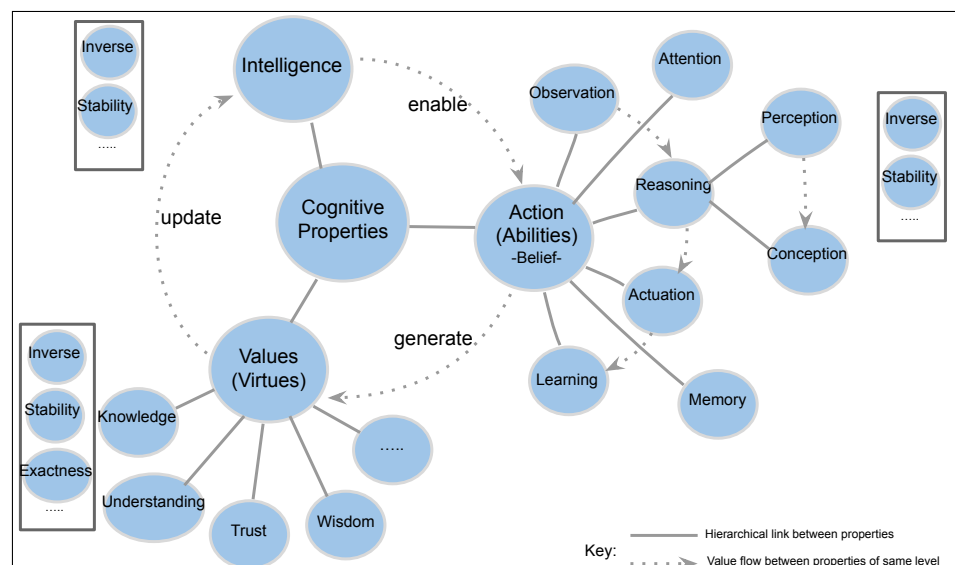 Inverse
Stability
.....
Intelligence
enable
Observation
Attention
Perception
Inverse
Stability
.....
Reasoning
Cognitive
Properties
Action
(Abilities)
-Belief-
update
Conception
Actuation
generate
Learning
Memory
Inverse
Stability
Exactness
.....
Values
(Virtues)
Knowledge
.....
Understanding
Trust
Wisdom
Key:
Hierarchical link between properties
Value flow between properties of same level